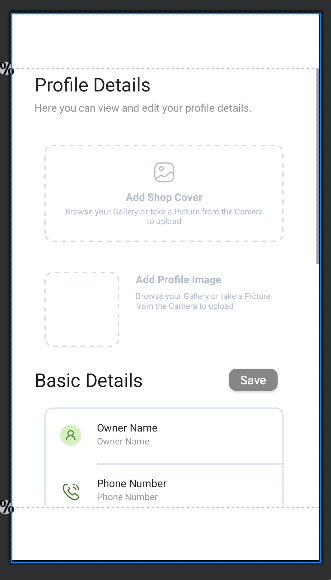 %
Profile Details
Here you can view and edit your profile details.
Add Shop Cover
Browse your Gallery or take a Picture from the Camera
to upload
Add Profile Image
Browse your Gallery or take a Picture
from the Camera to upload
Basic Details
Save
Owner Name
Owner Name
Phone Number
Phone Number
%